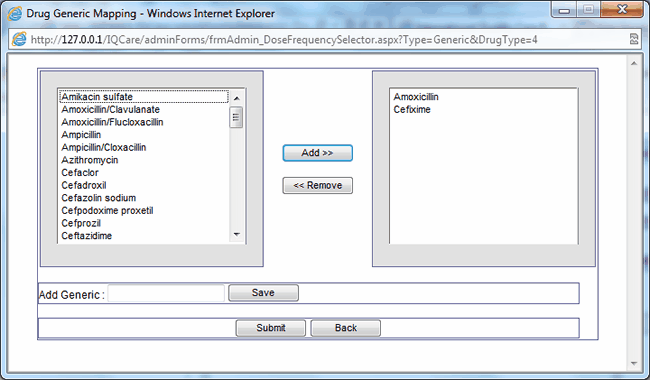 Drug Generic Mapping - Windows Internet Explorer
http://127.0.0.1/IQCare/adminForms/frmAdmin_DoseFrequencySelector.aspx?Type=Generic&DrugType=4
Amikacin sulfate
Amoxicillin/Clavulanate
Amoxicillin/Flucloxacillin
Ampicillin
Ampicillin/Cloxacillin
Azithromycin
Cefaclor
Cefadroxil
Cefazolin sodium
Cefpodoxime proxetil
Cefprozil
Ceftazidime
Add >>
<< Remove
Amoxicillin
Cefixime
Add Generic :
Save
Submit
Back